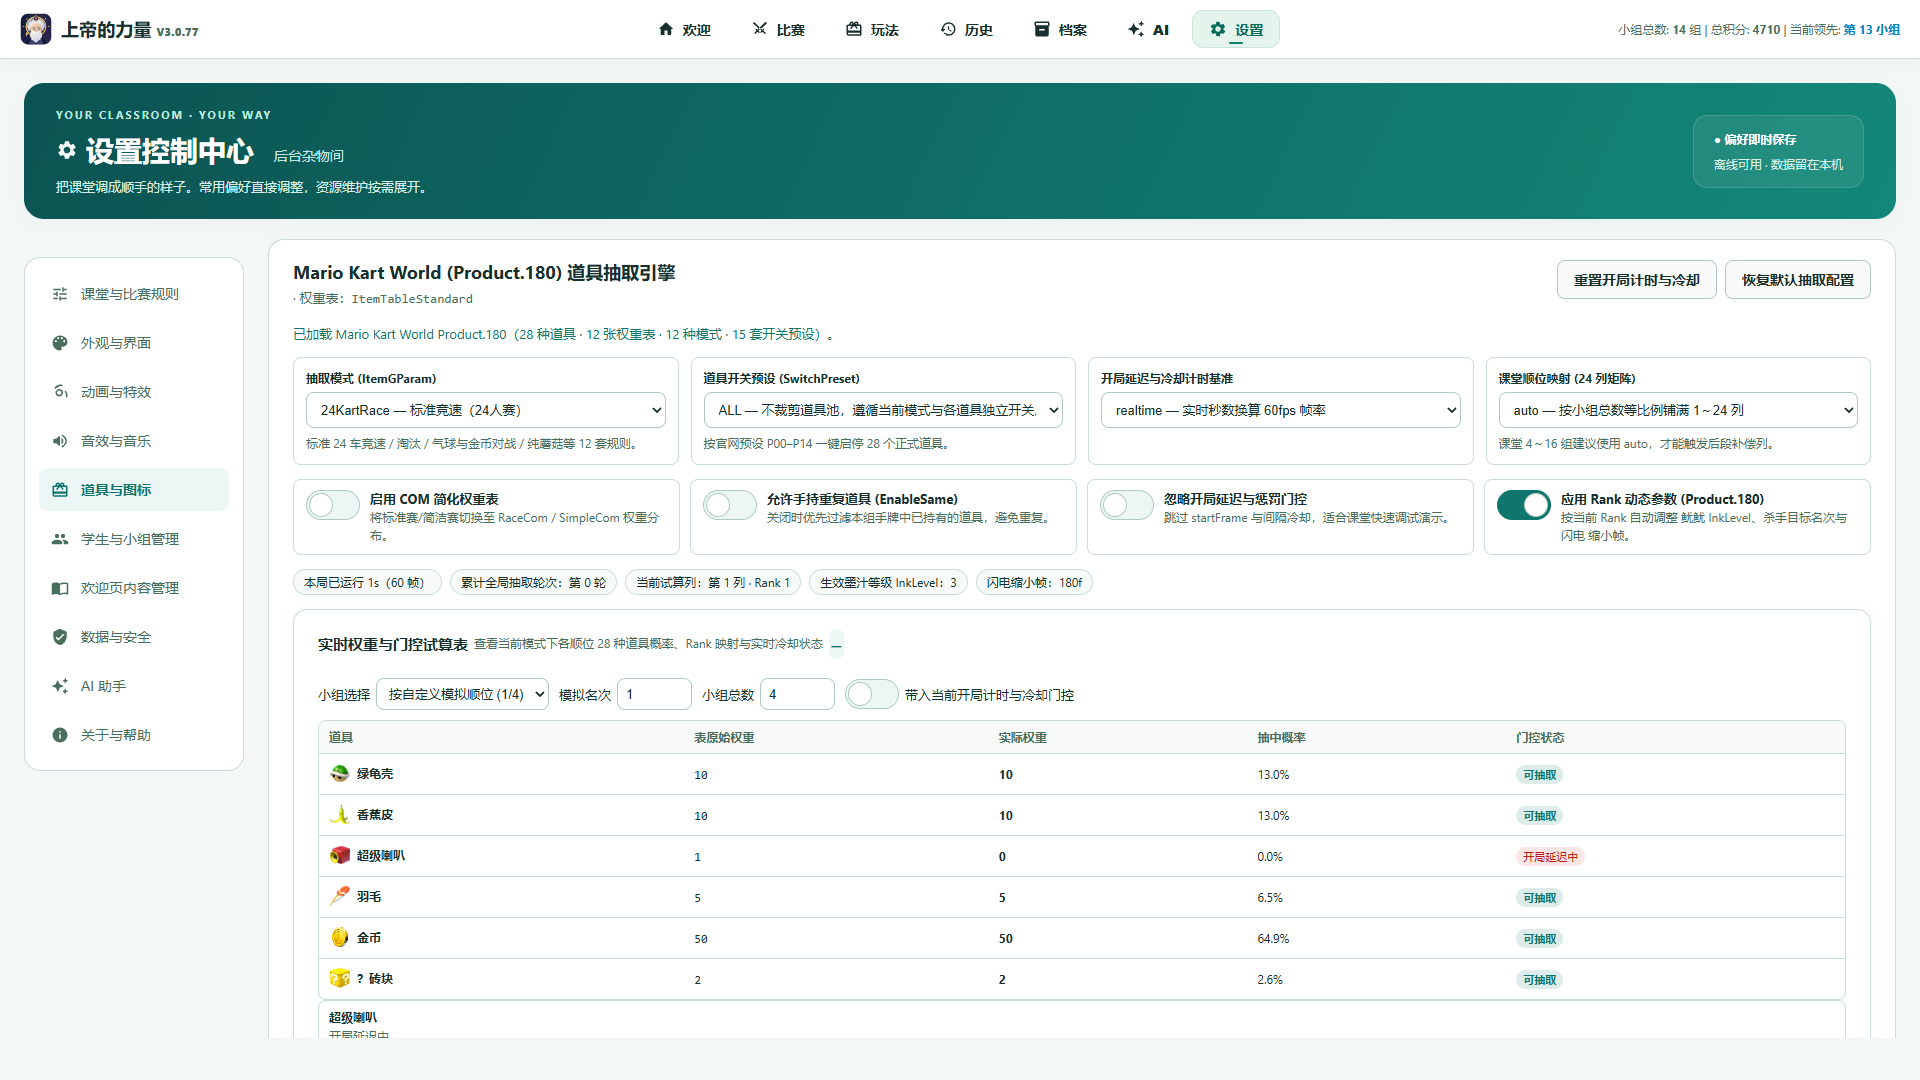 上帝的力量 V3.0.77
欢迎
比赛
玩法
历史
档案
AI
设置
小组总数: 14 组 | 总积分: 4710 | 当前领先: 第 13 小组
YOUR CLASSROOM · YOUR WAY
设置控制中心 后台杂物间
把课堂调成顺手的样子。常用偏好直接调整，资源维护按需展开。
● 偏好即时保存
离线可用 · 数据留在本机
课堂与比赛规则
外观与界面
动画与特效
音效与音乐
道具与图标
学生与小组管理
欢迎页内容管理
数据与安全
AI 助手
关于与帮助
Mario Kart World (Product.180) 道具抽取引擎
· 权重表: ItemTableStandard
重置开局计时与冷却
恢复默认抽取配置
已加载 Mario Kart World Product.180（28 种道具 · 12 张权重表 · 12 种模式 · 15 套开关预设）。
抽取模式 (ItemGParam)
24KartRace — 标准竞速（24人赛）
标准 24 车竞速 / 淘汰 / 气球与金币对战 / 纯蘑菇等 12 套规则。
道具开关预设 (SwitchPreset)
ALL — 不裁剪道具池，遵循当前模式与各道具独立开关
按官网预设 P00–P14 一键启停 28 个正式道具。
开局延迟与冷却计时基准
realtime — 实时秒数换算 60fps 帧率
课堂顺位映射 (24 列矩阵)
auto — 按小组总数等比例铺满 1～24 列
课堂 4～16 组建议使用 auto，才能触发后段补偿列。
启用 COM 简化权重表
将标准赛/简洁赛切换至 RaceCom / SimpleCom 权重分
布。
允许手持重复道具 (EnableSame)
关闭时优先过滤本组手牌中已持有的道具，避免重复。
忽略开局延迟与惩罚门控
跳过 startFrame 与间隔冷却，适合课堂快速调试演示。
应用 Rank 动态参数 (Product.180)
按当前 Rank 自动调整 鱿鱿 InkLevel、杀手目标名次与
闪电 缩小帧。
本局已运行 1s（60 帧）
累计全局抽取轮次：第 0 轮
当前试算列：第 1 列 · Rank 1
生效墨汁等级 InkLevel：3
闪电缩小帧：180f
实时权重与门控试算表 查看当前模式下各顺位 28 种道具概率、Rank 映射与实时冷却状态 –
小组选择 按自定义模拟顺位 (1/4) 模拟名次 1 小组总数 4 带入当前开局计时与冷却门控
道具 表原始权重 实际权重 抽中概率 门控状态
绿龟壳 10 10 13.0% 可抽取
香蕉皮 10 10 13.0% 可抽取
超级喇叭 1 0 0.0% 开局延迟中
羽毛 5 5 6.5% 可抽取
金币 50 50 64.9% 可抽取
？砖块 2 2 2.6% 可抽取
超级喇叭
开局延迟中